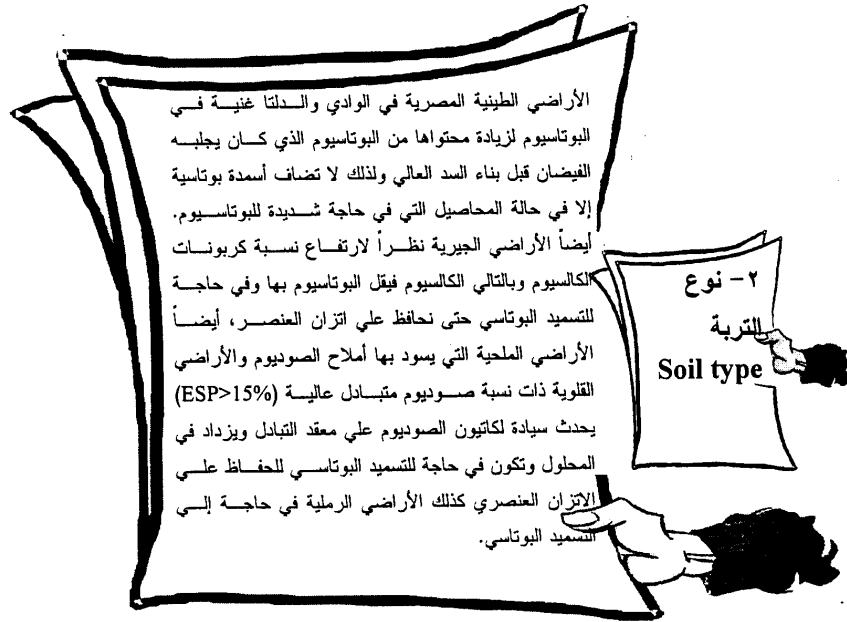 الأراضي الطينية المصرية في الوادي والدلتا غنية في
البوتاسيوم لزيادة محتواها من البوتاسيوم الذي كان يجلبه
الفيضان قبل بناء السد العالي ولذلك لا تضاف أسمدة بوتاسية
إلا في حالة المحاصيل التي في حاجة شديدة للبوتاسيوم.
أيضاً الأراضي الجيرية نظراً لارتفاع نسبة كربونات
الكالسيوم وبالتالي الكالسيوم فيقل البوتاسيوم بها وفي حاجة
للتسميد البوتاسي حتى نحافظ علي اتزان العنصر، أيضاً
الأراضي الملحية التي يسود بها أملاح الصوديوم والأراضي
القلوية ذات نسبة صوديوم متبادل عالية (ESP>15%)
يحدث سيادة لكاتيون الصوديوم علي معقد التبادل ويزداد في
المحلول وتكون في حاجة للتسميد البوتاسي للحفاظ علي
الاتزان العنصري كذلك الأراضي الرملية في حاجة إلي
التسميد البوتاسي.
٢- نوع
التربة
Soil type